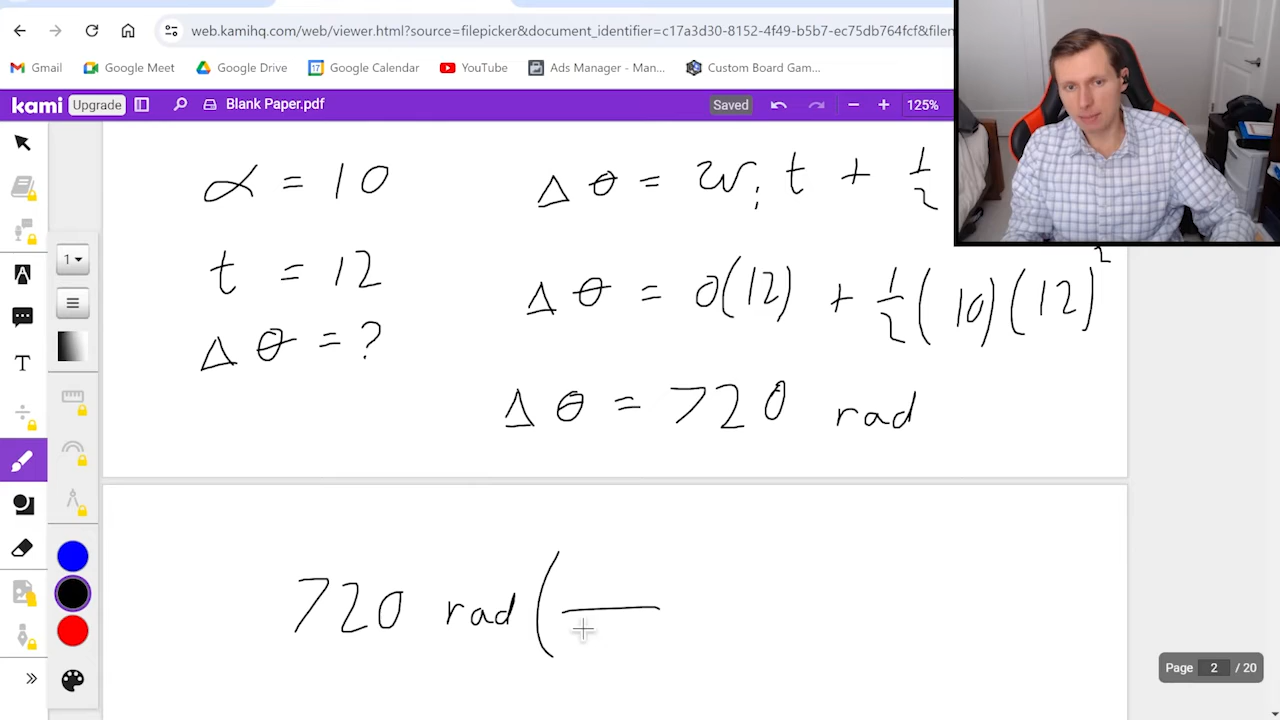 web.kamihq.com/web/viewer.html?source=filepicker&document_identifier=c17a3d30-8152-4f49-b5b7-ec75db764fcf&filen
Gmail Google Meet Google Drive Google Calendar YouTube Ads Manager - Man... Custom Board Gam...
kami Upgrade Blank Paper.pdf Saved 125%
α = 10
Δθ = ωᵢt + 1/2
t = 12
Δθ = 0(12) + 1/2(10)(12)²
Δθ = ?
Δθ = 720 rad
1
T
720 rad (
Page 2 / 20